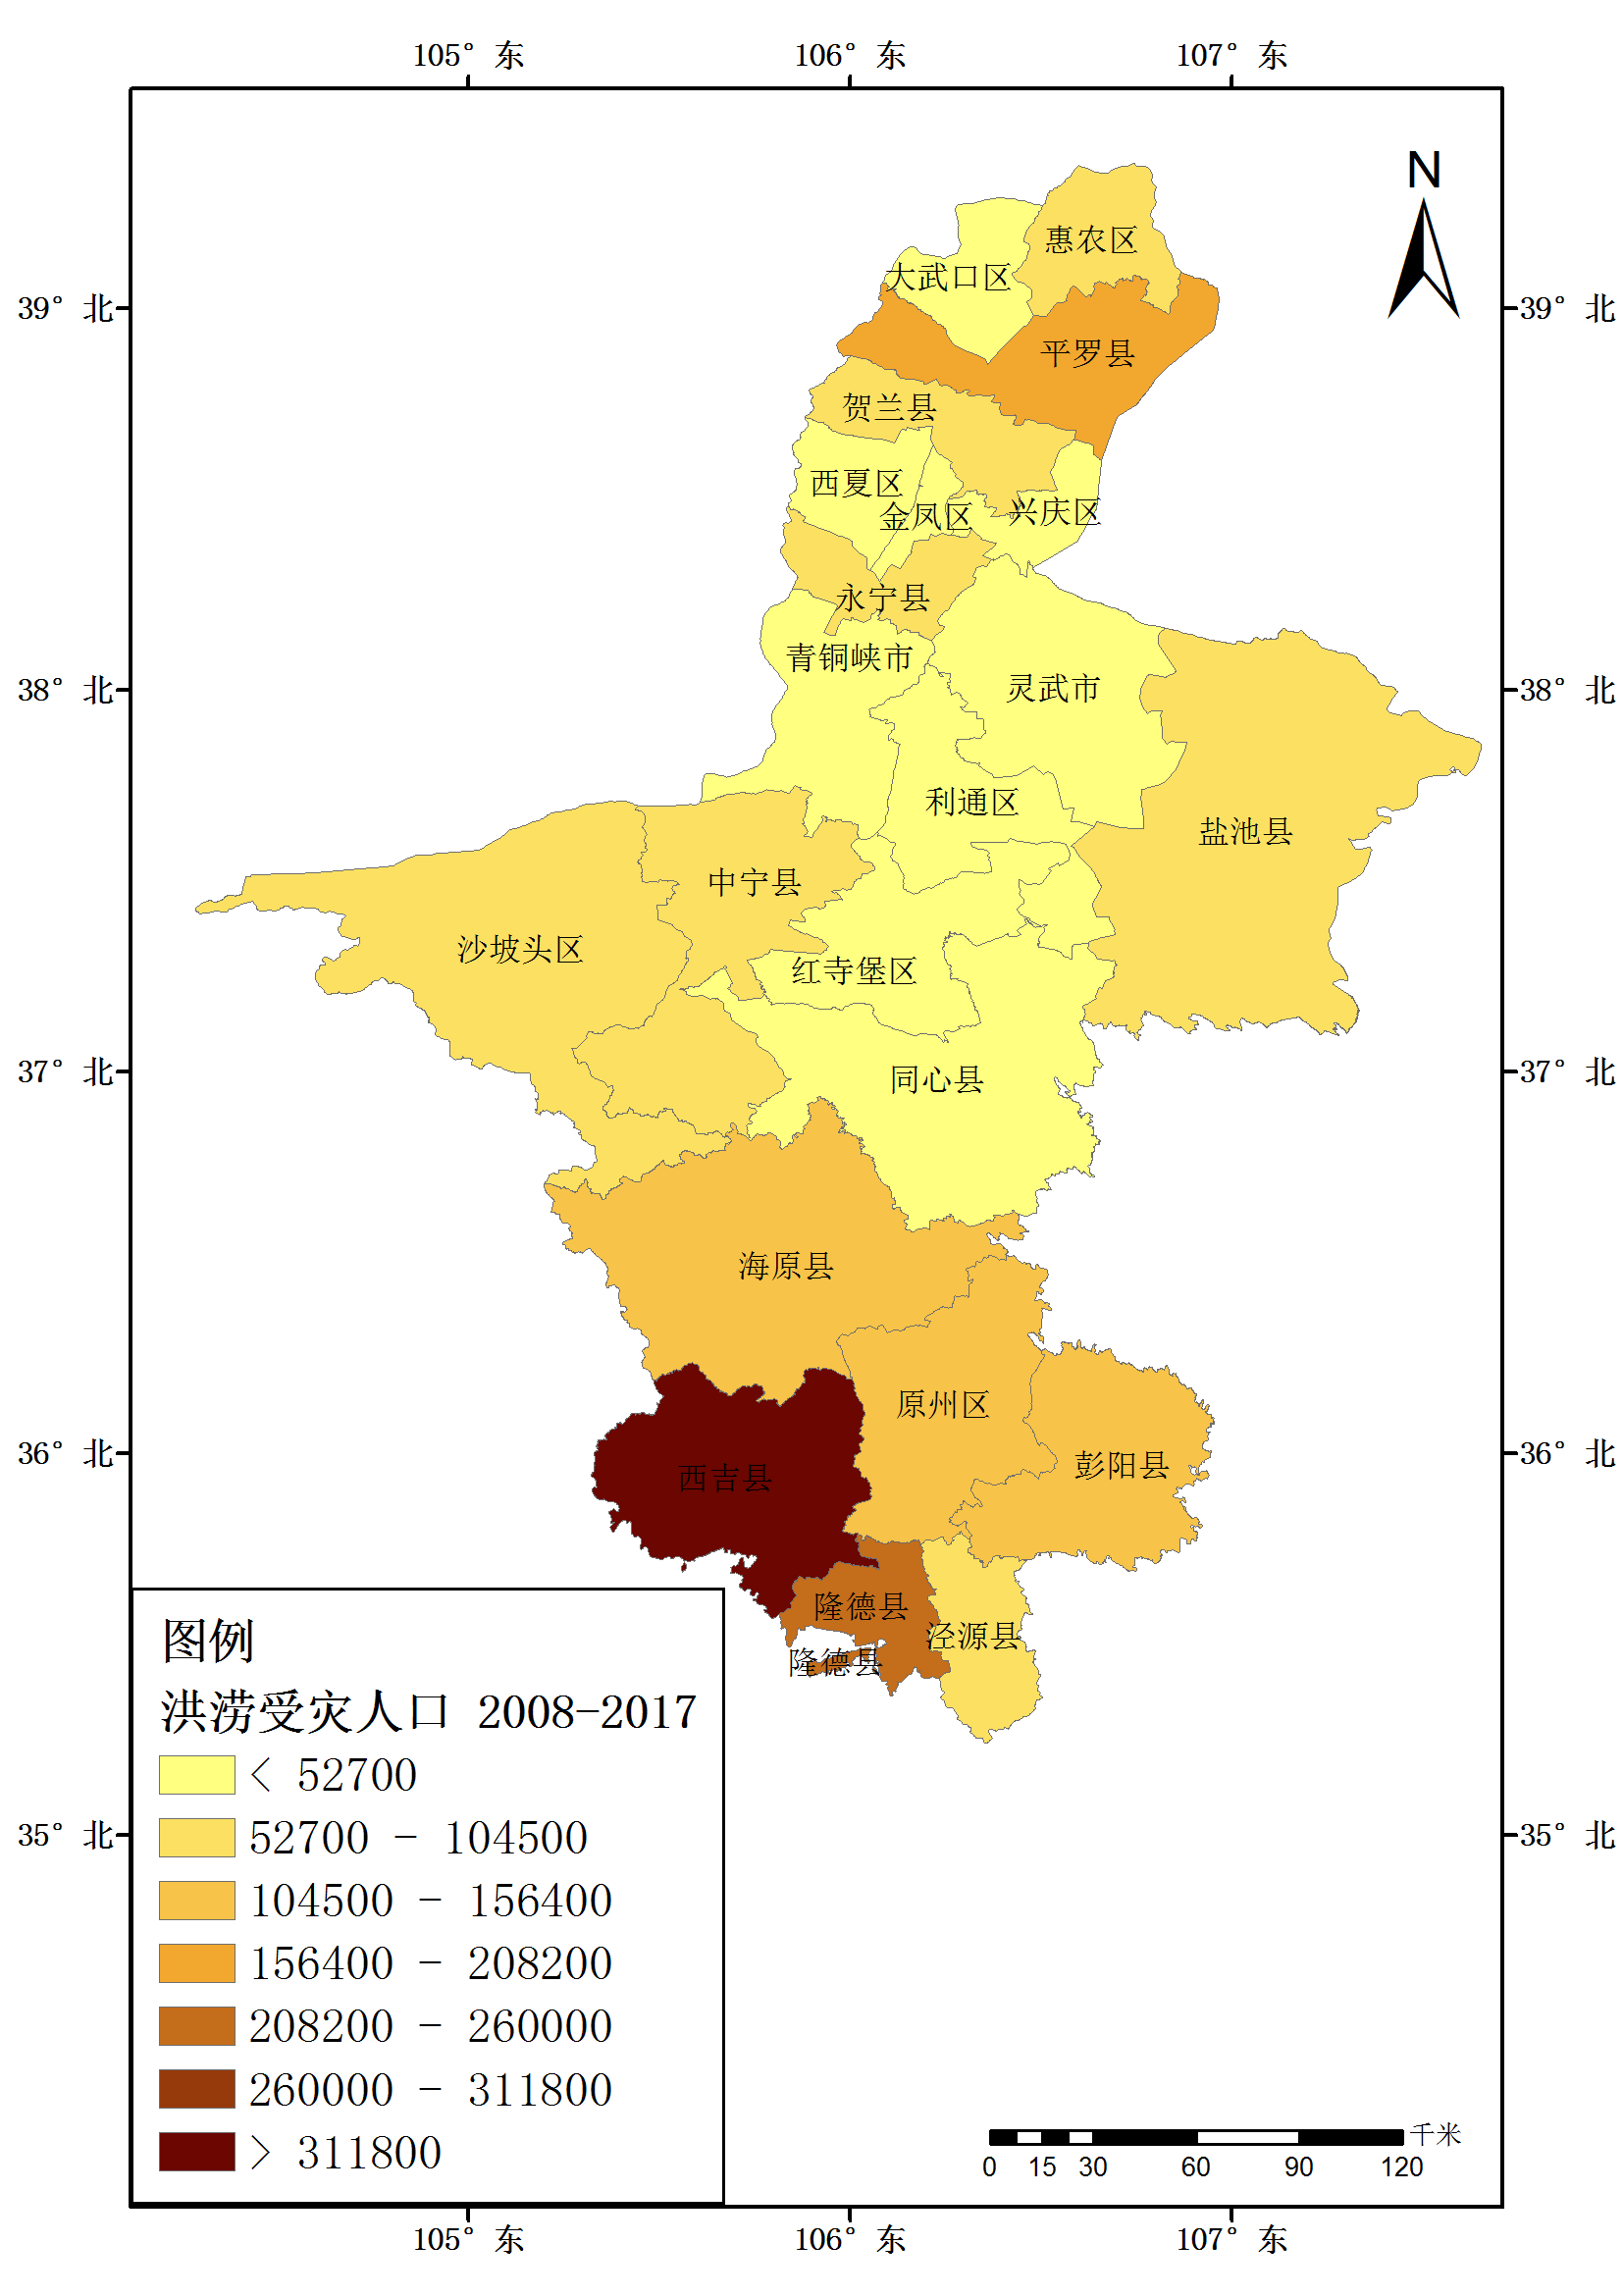 105° 东
106° 东
107° 东
N
惠农区
大武口区
39° 北
39° 北
平罗县
贺兰县
西夏区
金凤区
兴庆区
永宁县
青铜峡市
38° 北
灵武市
38° 北
利通区
盐池县
中宁县
沙坡头区
红寺堡区
37° 北
同心县
37° 北
海原县
原州区
36° 北
西吉县
彭阳县
36° 北
隆德县
泾源县
隆德县
图例
洪涝受灾人口 2008-2017
< 52700
52700 - 104500
35° 北
35° 北
104500 - 156400
156400 - 208200
208200 - 260000
260000 - 311800
> 311800
千米
0 15 30 60 90 120
105° 东
106° 东
107° 东